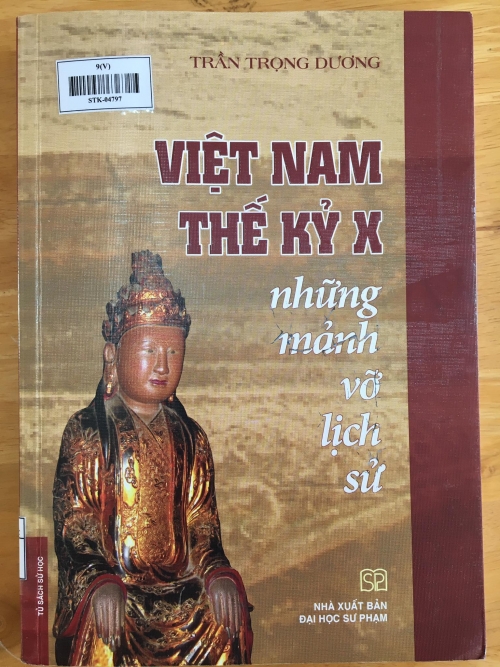 9(V)
STK-04797
TRẦN TRỌNG DƯƠNG
VIỆT NAM
THẾ KỶ X
những
mảnh
vỡ
lịch
sử
TỦ SÁCH SỬ HỌC
SP
NHÀ XUẤT BẢN
ĐẠI HỌC SƯ PHẠM